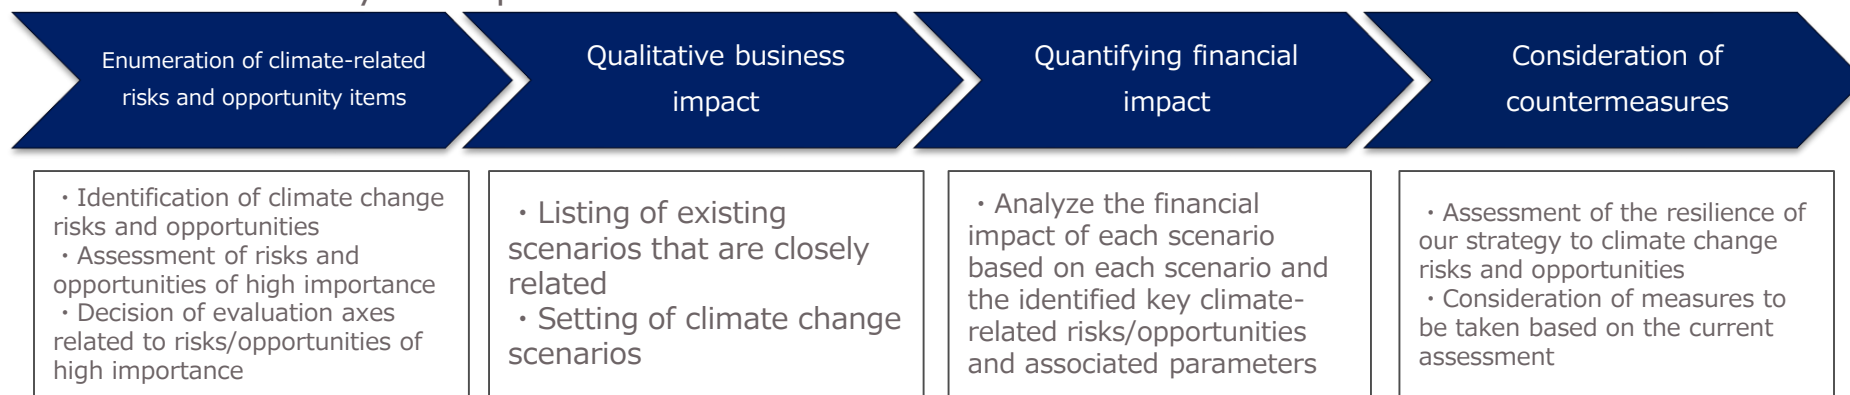 Enumeration of climate-related
risks and opportunity items
Qualitative business
impact
Quantifying financial
impact
Consideration of
countermeasures
・Identification of climate change
risks and opportunities
・Assessment of risks and
opportunities of high importance
・Decision of evaluation axes
related to risks/opportunities of
high importance
・Listing of existing
scenarios that are closely
related
・Setting of climate change
scenarios
・Analyze the financial
impact of each scenario
based on each scenario and
the identified key climate-
related risks/opportunities
and associated parameters
・Assessment of the resilience of
our strategy to climate change
risks and opportunities
・Consideration of measures to
be taken based on the current
assessment